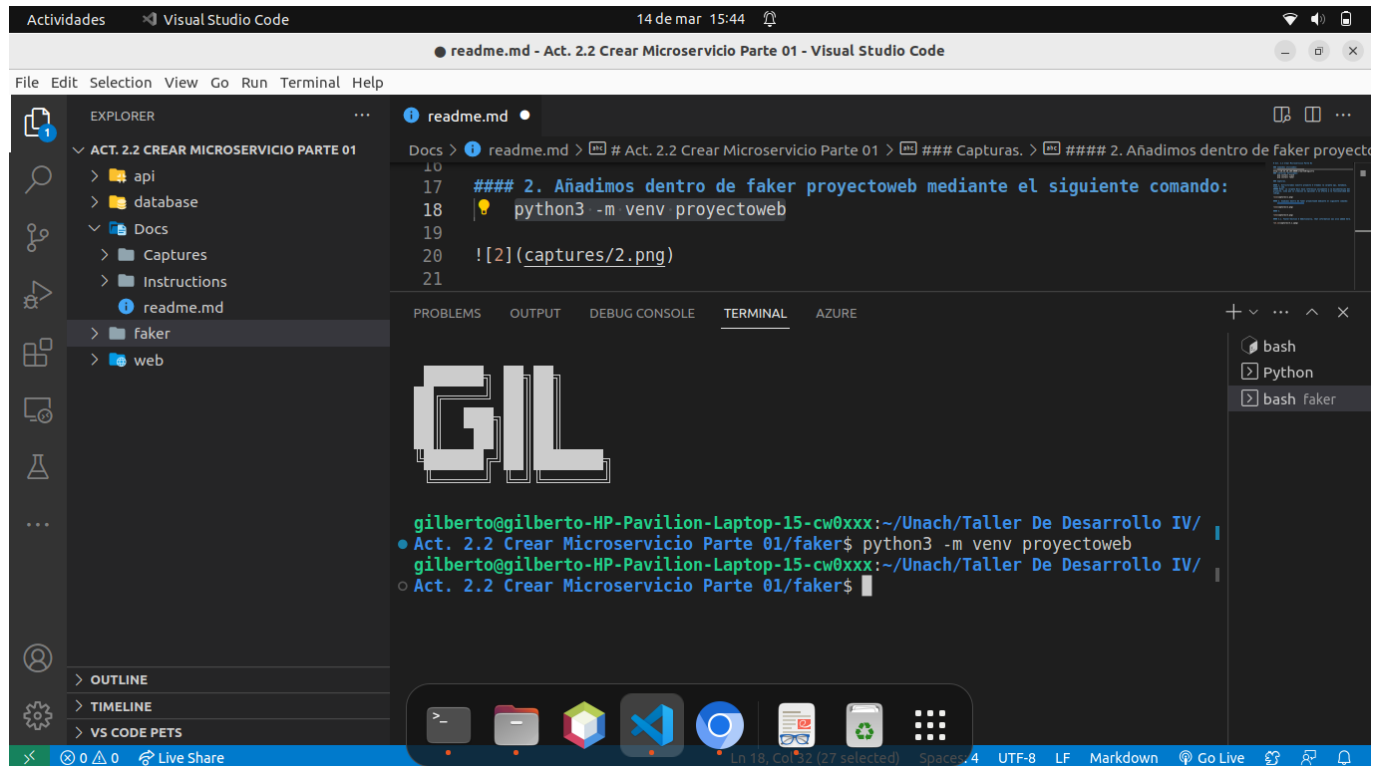 Actividades Visual Studio Code 14 de mar 15:44
readme.md - Act. 2.2 Crear Microservicio Parte 01 - Visual Studio Code
File Edit Selection View Go Run Terminal Help
EXPLORER
1
ACT. 2.2 CREAR MICROSERVICIO PARTE 01
api
database
Docs
Captures
Instructions
readme.md
faker
web
OUTLINE
TIMELINE
VS CODE PETS
readme.md
Docs > readme.md > # Act. 2.2 Crear Microservicio Parte 01 > ### Capturas. > #### 2. Añadimos dentro de faker proyecto
16
17 #### 2. Añadimos dentro de faker proyectoweb mediante el siguiente comando:
18 python3 -m venv proyectoweb
19
20 ![2](captures/2.png)
21
PROBLEMS OUTPUT DEBUG CONSOLE TERMINAL AZURE
bash
Python
bash faker
GIL
gilberto@gilberto-HP-Pavilion-Laptop-15-cw0xxx:~/Unach/Taller De Desarrollo IV/
Act. 2.2 Crear Microservicio Parte 01/faker$ python3 -m venv proyectoweb
gilberto@gilberto-HP-Pavilion-Laptop-15-cw0xxx:~/Unach/Taller De Desarrollo IV/
Act. 2.2 Crear Microservicio Parte 01/faker$
0 0 Live Share Ln 18, Col 32 (27 selected) Spaces: 4 UTF-8 LF Markdown Go Live